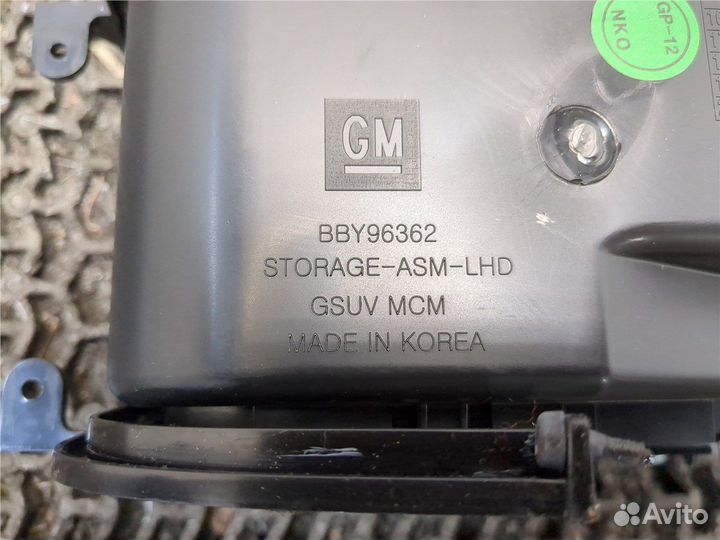 GP-12
NKO
GM
BBY96362
STORAGE-ASM-LHD
GSUV MCM
MADE IN KOREA
Avito